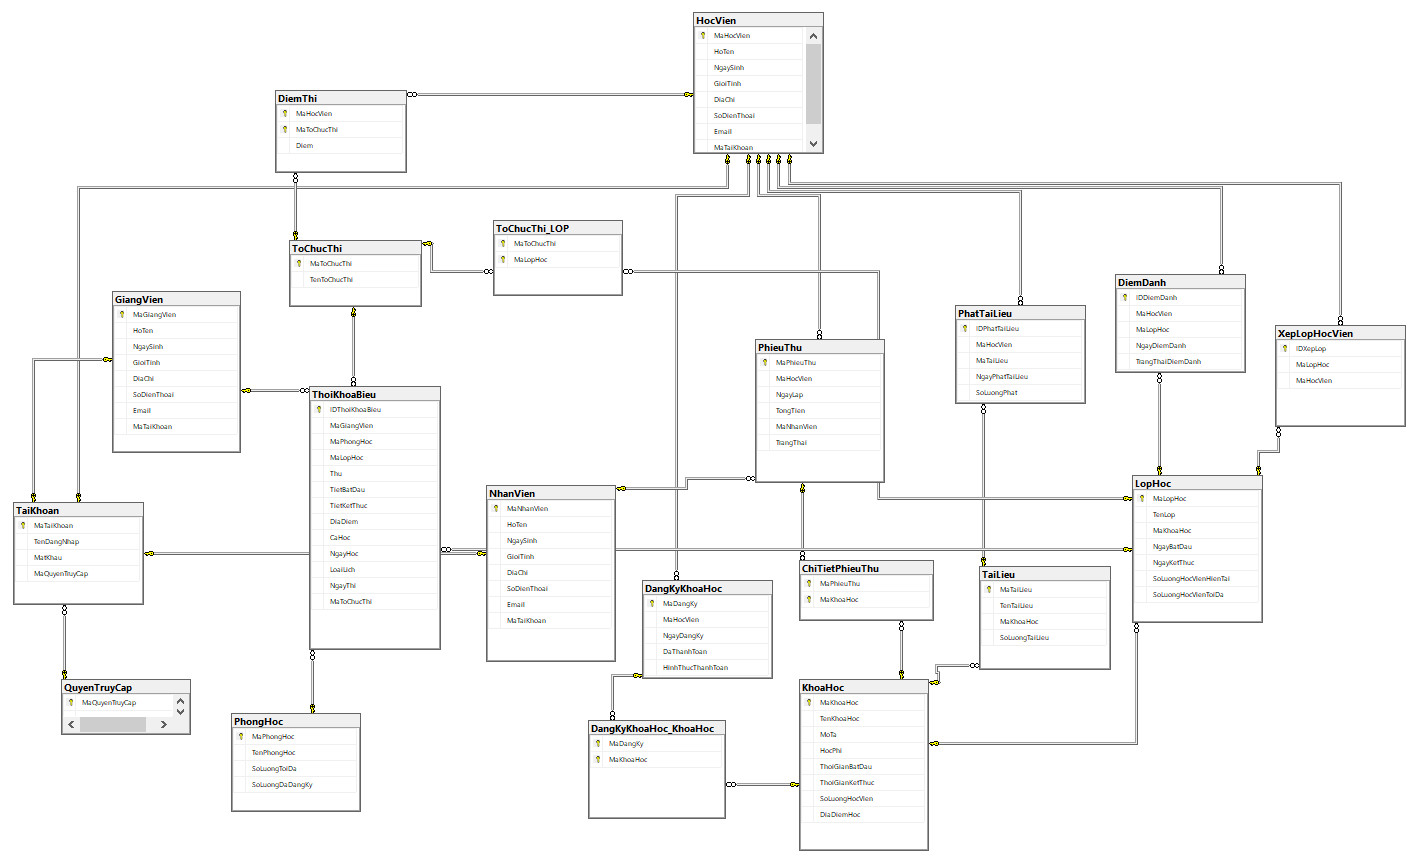 HocVien
MaHocVien
HoTen
NgaySinh
GioiTinh
DiaChi
SoDienThoai
Email
MaTaiKhoan
DiemThi
MaHocVien
MaToChucThi
Diem
ToChucThi_LOP
MaToChucThi
MaLopHoc
ToChucThi
MaToChucThi
TenToChucThi
GiangVien
MaGiangVien
HoTen
NgaySinh
GioiTinh
DiaChi
SoDienThoai
Email
MaTaiKhoan
DiemDanh
IDDiemDanh
MaHocVien
MaLopHoc
NgayDiemDanh
TrangThaiDiemDanh
PhatTaiLieu
IDPhatTaiLieu
MaHocVien
MaTaiLieu
NgayPhatTaiLieu
SoLuongPhat
XepLopHocVien
IDXepLop
MaLopHoc
MaHocVien
PhieuThu
MaPhieuThu
MaHocVien
NgayLap
TongTien
MaNhanVien
TrangThai
ThoiKhoaBieu
IDThoiKhoaBieu
MaGiangVien
MaPhongHoc
MaLopHoc
Thu
TietBatDau
TietKetThuc
DiaDiem
CaHoc
NgayHoc
LoaiLich
NgayThi
MaToChucThi
NhanVien
MaNhanVien
HoTen
NgaySinh
GioiTinh
DiaChi
SoDienThoai
Email
MaTaiKhoan
LopHoc
MaLopHoc
TenLop
MaKhoaHoc
NgayBatDau
NgayKetThuc
SoLuongHocVienHienTai
SoLuongHocVienToiDa
TaiKhoan
MaTaiKhoan
TenDangNhap
MatKhau
MaQuyenTruyCap
ChiTietPhieuThu
MaPhieuThu
MaKhoaHoc
TaiLieu
MaTaiLieu
TenTaiLieu
MaKhoaHoc
SoLuongTaiLieu
DangKyKhoaHoc
MaDangKy
MaHocVien
NgayDangKy
DaThanhToan
HinhThucThanhToan
QuyenTruyCap
MaQuyenTruyCap
KhoaHoc
MaKhoaHoc
TenKhoaHoc
MoTa
HocPhi
ThoiGianBatDau
ThoiGianKetThuc
SoLuongHocVien
DiaDiemHoc
PhongHoc
MaPhongHoc
TenPhongHoc
SoLuongToiDa
SoLuongDaDangKy
DangKyKhoaHoc_KhoaHoc
MaDangKy
MaKhoaHoc